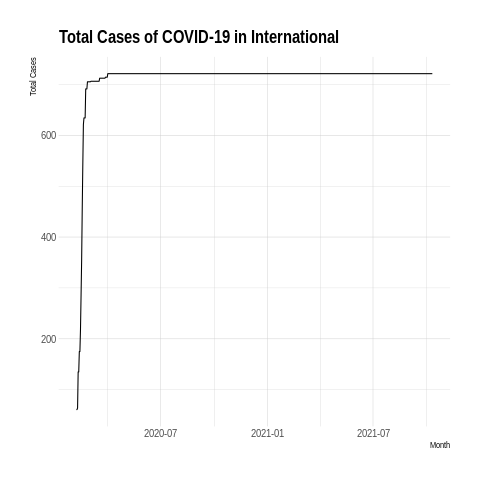 Total Cases of COVID-19 in International
Total Cases
600
400
200
2020-07
2021-01
2021-07
Month